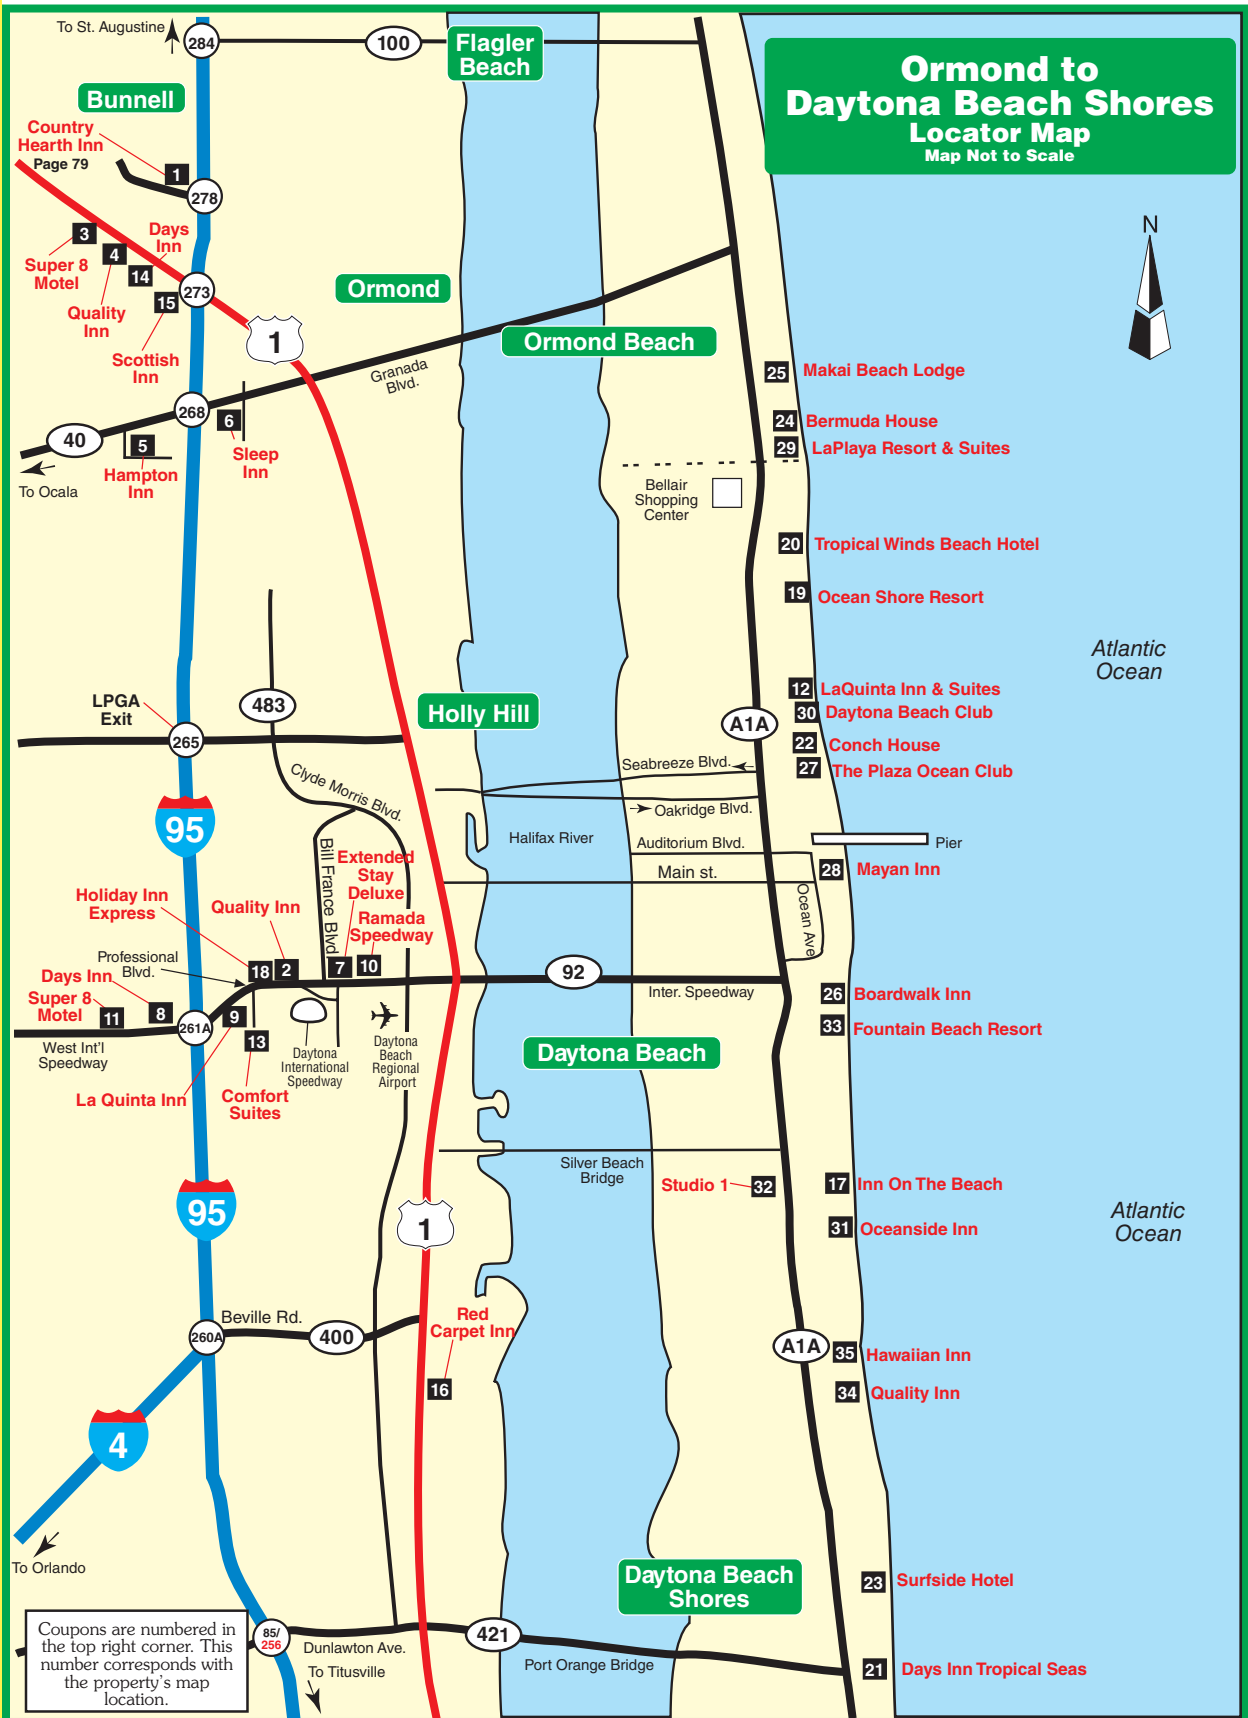 To St. Augustine
284
100
Flagler
Beach
Ormond to
Daytona Beach Shores
Locator Map
Map Not to Scale
Bunnell
Country
Hearth Inn
Page 79
1
278
N
3
4
14
15
Days
Inn
Super 8
Motel
Quality
Inn
Scottish
Inn
273
1
Ormond
Ormond Beach
Granada
Blvd.
25 Makai Beach Lodge
24 Bermuda House
29 LaPlaya Resort & Suites
268
40
To Ocala
5
Hampton
Inn
6
Sleep
Inn
Bellair
Shopping
Center
20 Tropical Winds Beach Hotel
19 Ocean Shore Resort
Atlantic
Ocean
LPGA
Exit
265
483
Holly Hill
12 LaQuinta Inn & Suites
30 Daytona Beach Club
A1A
22 Conch House
27 The Plaza Ocean Club
Seabreeze Blvd.
Oakridge Blvd.
Clyde Morris Blvd.
95
Halifax River
Auditorium Blvd.
Pier
Main st.
28 Mayan Inn
Ocean Ave
Bill France Blvd
Extended
Stay
Deluxe
Ramada
Speedway
Holiday Inn
Express
Quality Inn
Professional
Blvd.
18
2
7
10
92
Inter. Speedway
26 Boardwalk Inn
33 Fountain Beach Resort
Days Inn
Super 8
Motel
11
8
261A
9
13
West Int'l
Speedway
La Quinta Inn
Comfort
Suites
Daytona
International
Speedway
Daytona
Beach
Regional
Airport
Daytona Beach
Silver Beach
Bridge
Studio 1
32
17 Inn On The Beach
31 Oceanside Inn
Atlantic
Ocean
95
1
260A
Beville Rd.
400
Red
Carpet Inn
16
A1A
35 Hawaiian Inn
34 Quality Inn
4
To Orlando
Daytona Beach
Shores
23 Surfside Hotel
Coupons are numbered in
the top right corner. This
number corresponds with
the property's map
location.
85/
256
Dunlawton Ave.
To Titusville
421
Port Orange Bridge
21 Days Inn Tropical Seas